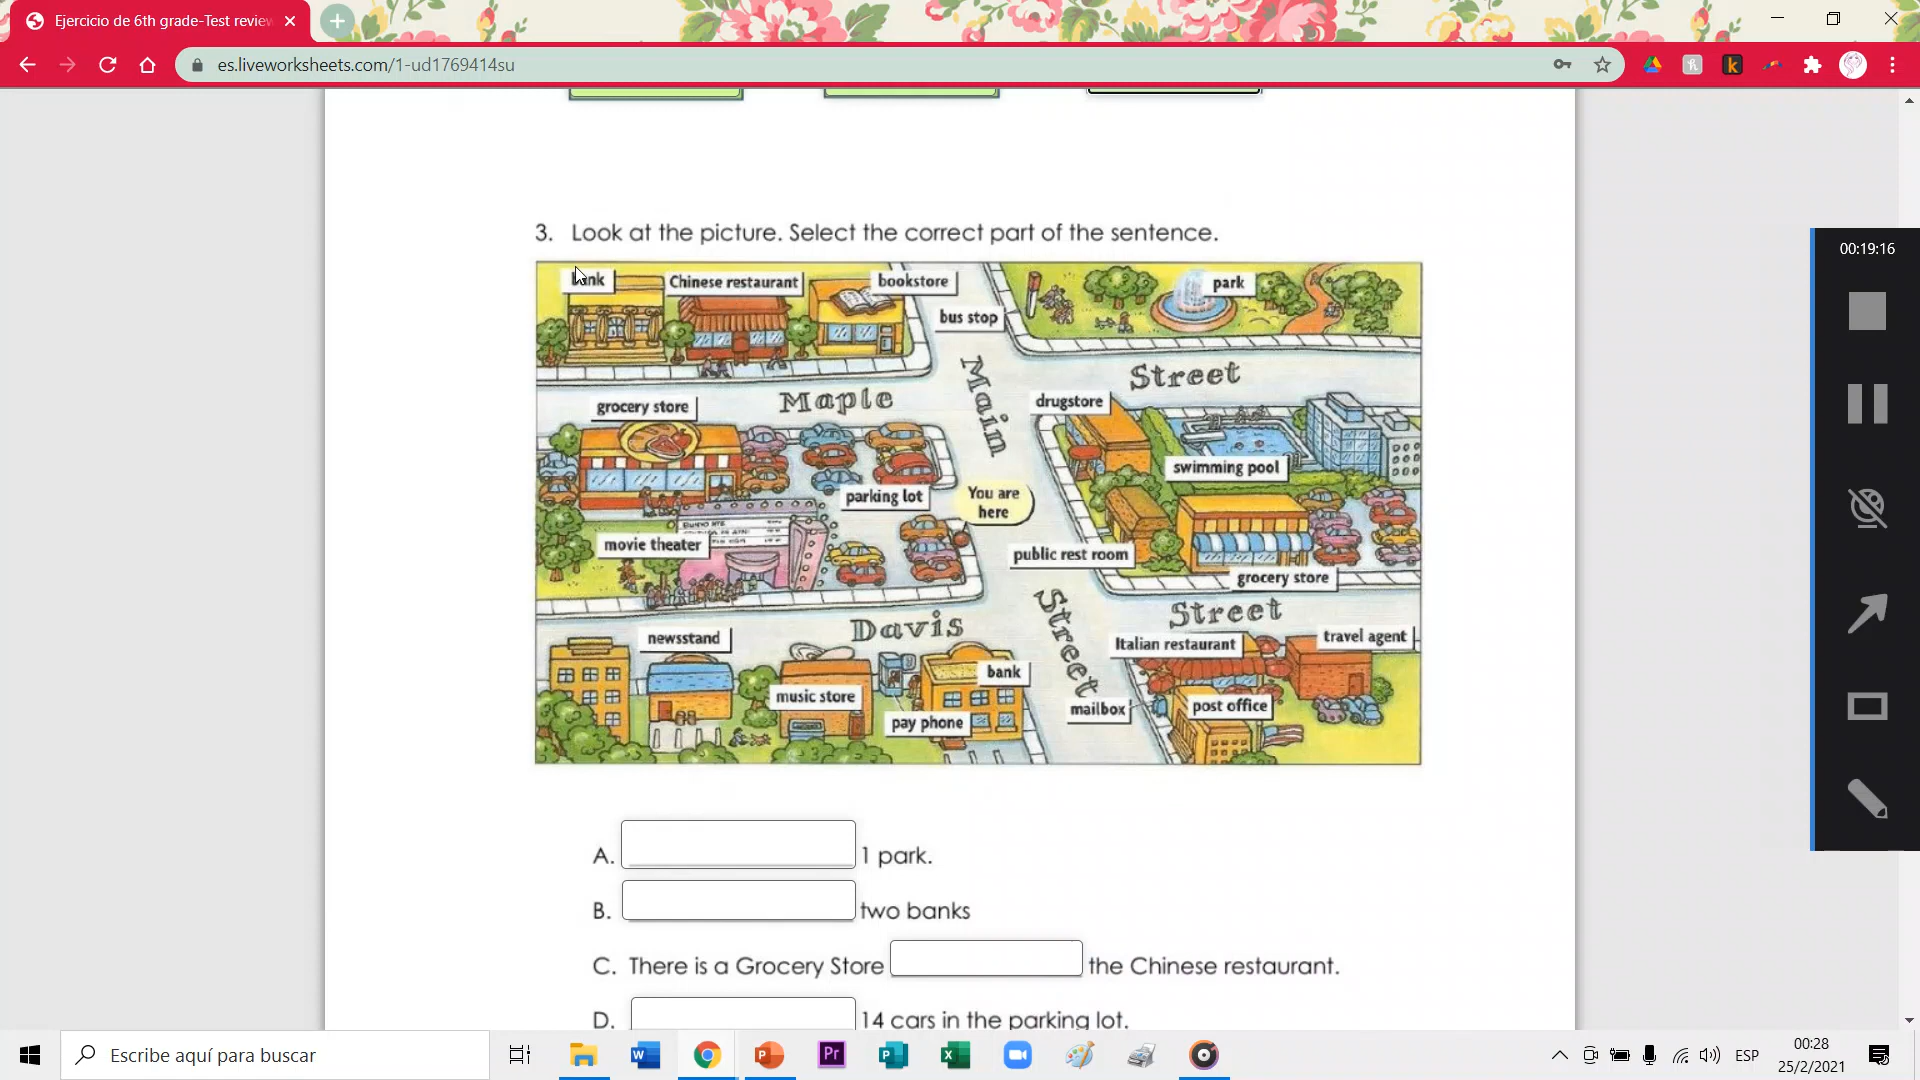 Ejercicio de 6th grade-Test review
es.liveworksheets.com/1-ud1769414su
00:19:16
3. Look at the picture. Select the correct part of the sentence.
bank
Chinese restaurant
bookstore
park
bus stop
Main
Street
Maple
grocery store
drugstore
swimming pool
parking lot
You are
here
movie theater
public rest room
grocery store
Street
Street
Davis
newsstand
Italian restaurant
travel agent
bank
music store
mailbox
post office
pay phone
A. 1 park.
B. two banks
C. There is a Grocery Store the Chinese restaurant.
D. 14 cars in the parking lot.
Escribe aquí para buscar
ESP
00:28
25/2/2021